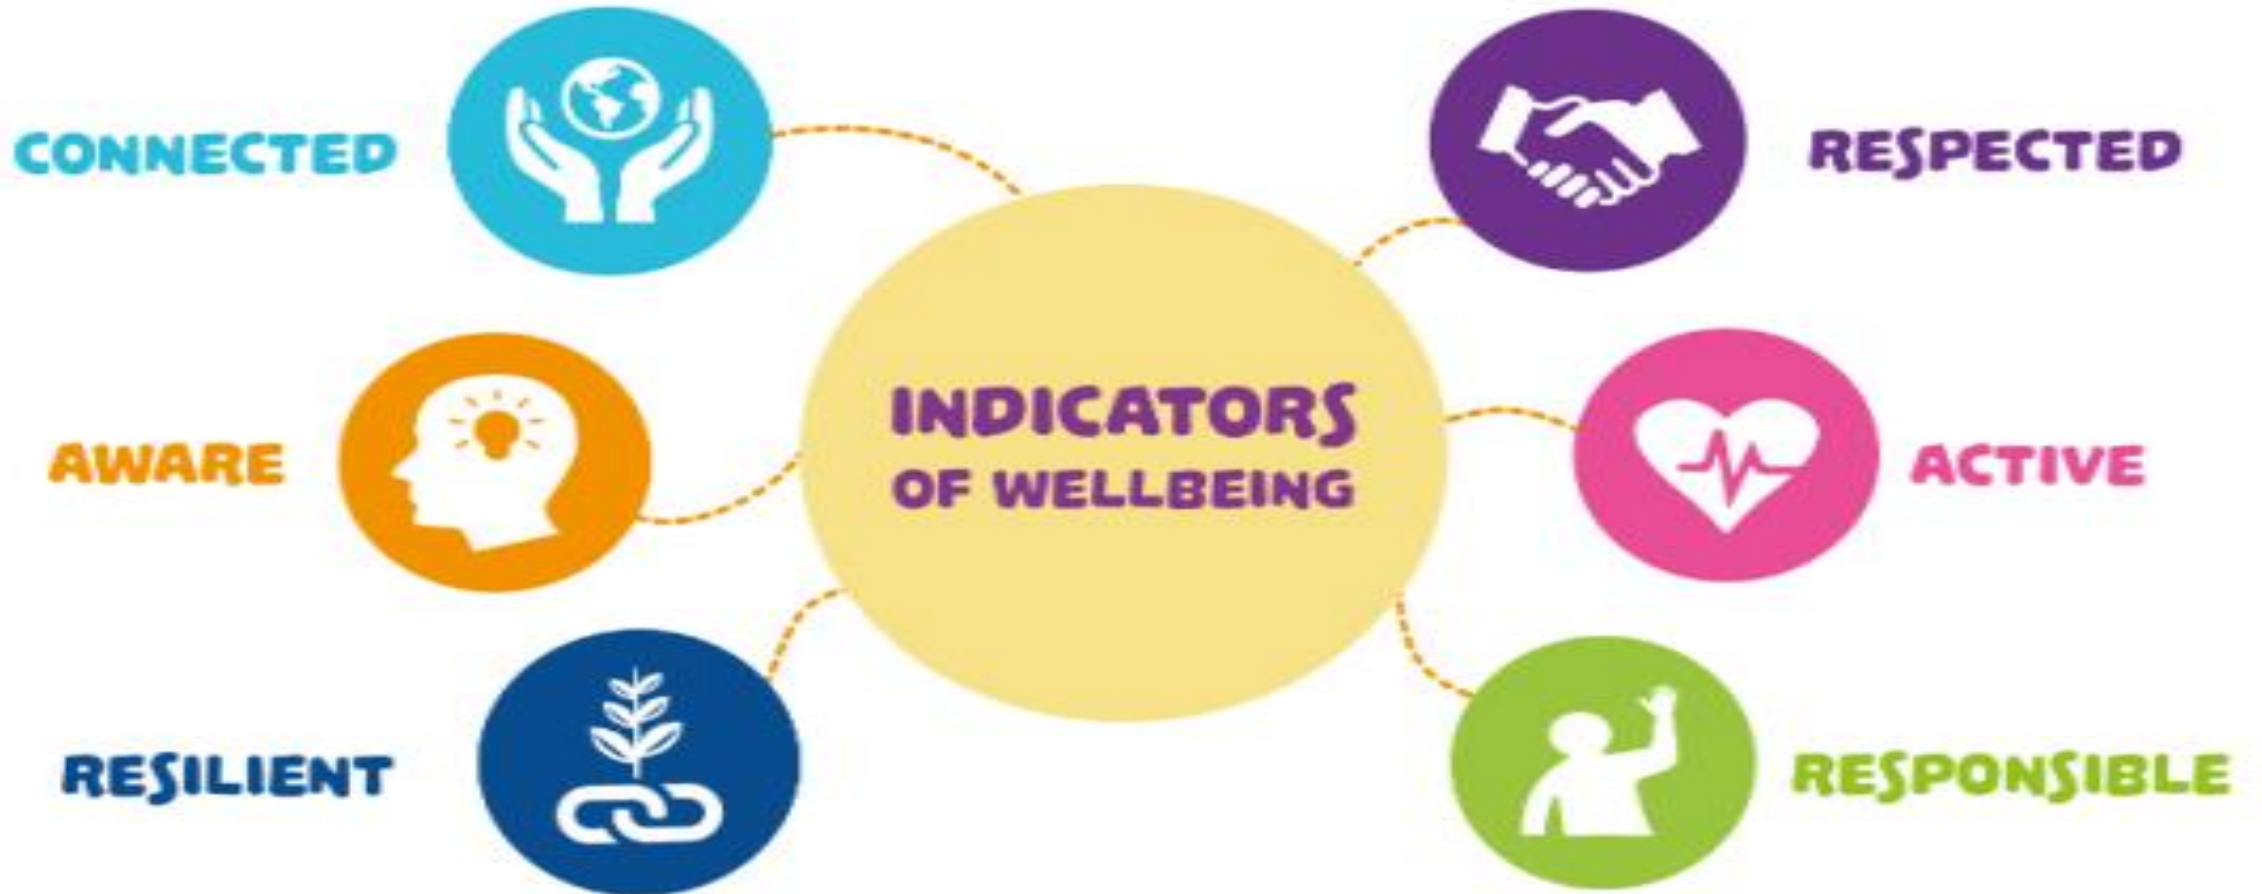 CONNECTED
RESPECTED
INDICATORS
OF WELLBEING
AWARE
ACTIVE
RESILIENT
RESPONSIBLE